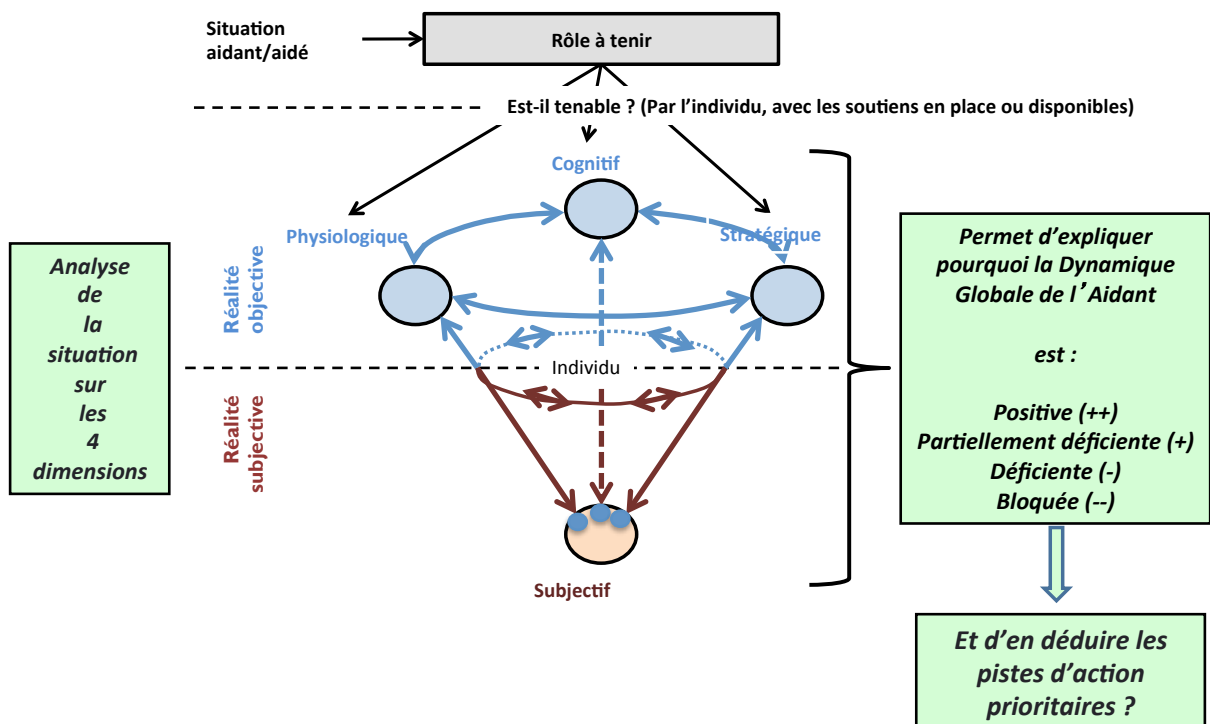 Situation
aidant/aidé
Rôle à tenir
Est-il tenable ? (Par l’individu, avec les soutiens en place ou disponibles)
Cognitif
Physiologique
Stratégique
Analyse
de
la
situation
sur
les
4
dimensions
Réalité
objective
Individu
Réalité
subjective
Subjectif
Permet d’expliquer
pourquoi la Dynamique
Globale de l’Aidant
est :
Positive (++)
Partiellement déficiente (+)
Déficiente (-)
Bloquée (--)
Et d’en déduire les
pistes d’action
prioritaires ?